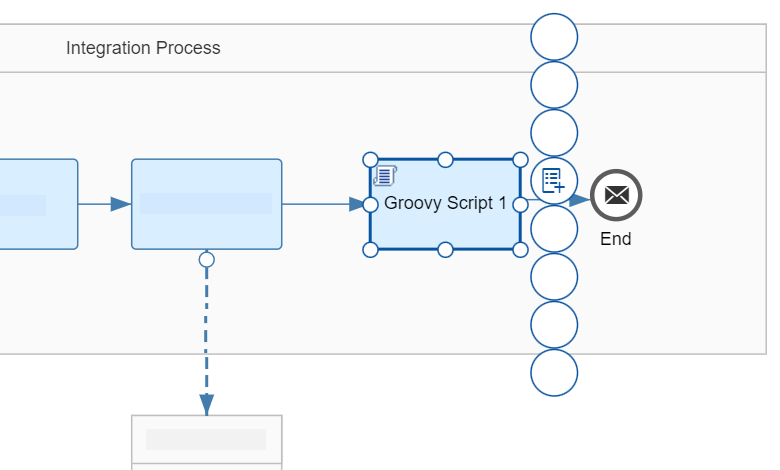 Integration Process
Groovy Script 1
End